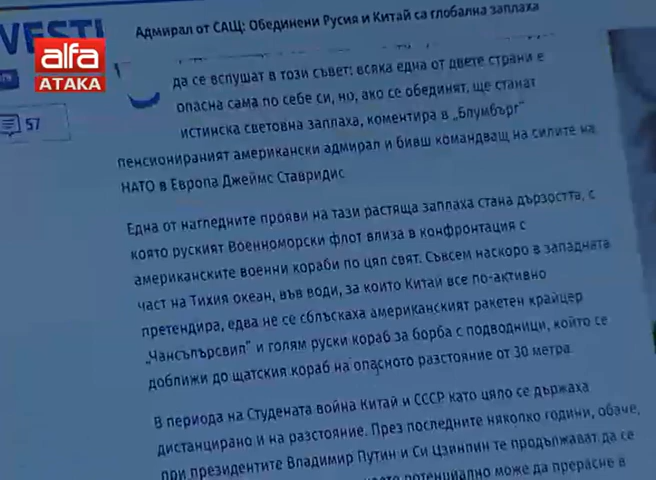 VESTI
Адмирал от САЩ: Обединени Русия и Китай са глобална заплаха
alfa
АТАКА
57
да се вслушат в този съвет: всяка една от двете страни е
опасна сама по себе си, но, ако се обединят, ще станат
истинска световна заплаха, коментира в „Блумбърг“
пенсионираният американски адмирал и бивш командващ на силите на
НАТО в Европа Джеймс Ставридис
Една от нагледните прояви на тази растяща заплаха стана дързостта, с
която руският Военноморски флот влиза в конфронтация с
американските военни кораби по цял свят. Съвсем наскоро в западната
част на Тихия океан, във води, за които Китай все по-активно
претендира, едва не се сблъскаха американският ракетен крайцер
„Чансълърсвил“ и голям руски кораб за борба с подводници, който се
доближи до щатския кораб на опасното разстояние от 30 метра
В периода на Студената война Китай и СССР като цяло се държаха
дистанцирано и на разстояние. През последните няколко години, обаче,
при президентите Владимир Путин и Си Цзинпин те продължават да се
потенциално може да прерасне в